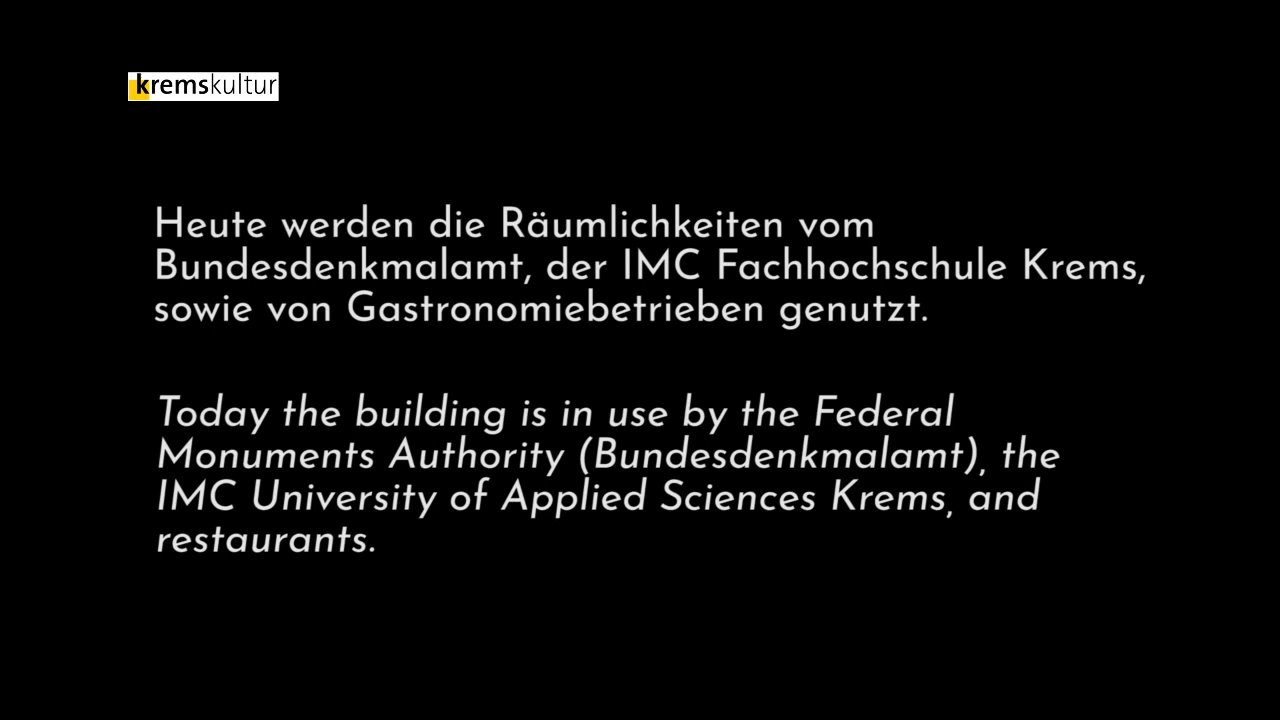 kremskultur
Heute werden die Räumlichkeiten vom
Bundesdenkmalamt, der IMC Fachhochschule Krems,
sowie von Gastronomiebetrieben genutzt.
Today the building is in use by the Federal
Monuments Authority (Bundesdenkmalamt), the
IMC University of Applied Sciences Krems, and
restaurants.